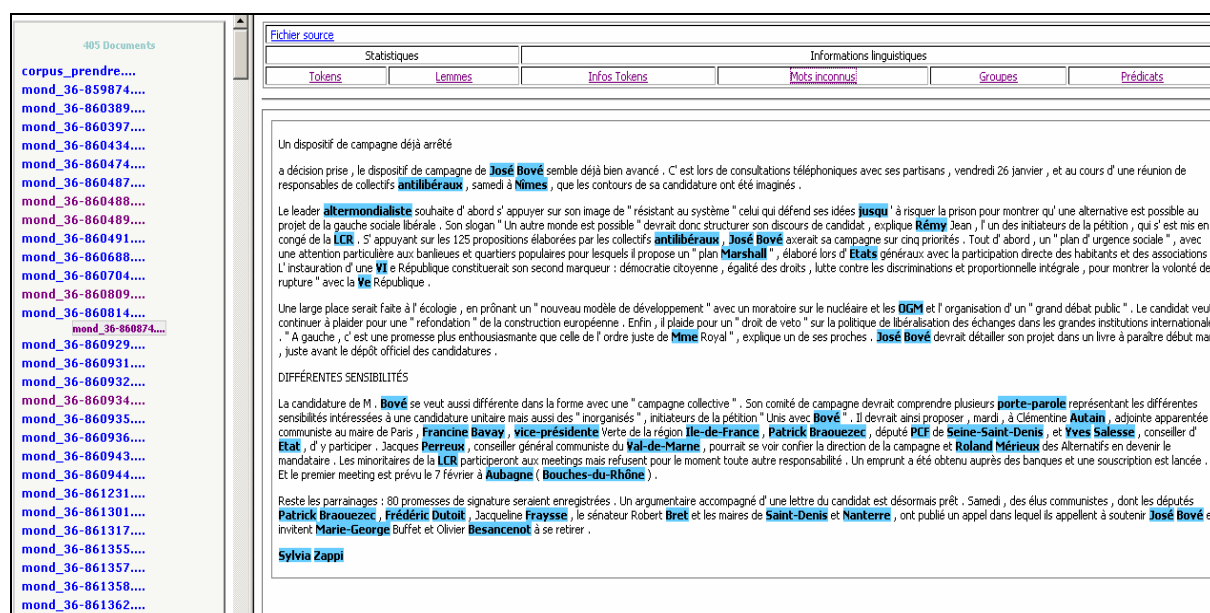 405 Documents
corpus_prendre....
mond_36-859874....
mond_36-860389....
mond_36-860397....
mond_36-860434....
mond_36-860474....
mond_36-860487....
mond_36-860488....
mond_36-860489....
mond_36-860491....
mond_36-860688....
mond_36-860704....
mond_36-860809....
mond_36-860814....
mond_36-860874....
mond_36-860929....
mond_36-860931....
mond_36-860932....
mond_36-860934....
mond_36-860935....
mond_36-860936....
mond_36-860943....
mond_36-860944....
mond_36-861231....
mond_36-861301....
mond_36-861317....
mond_36-861355....
mond_36-861357....
mond_36-861358....
mond_36-861362....
Fichier source
Statistiques Informations linguistiques
Tokens Lemmes Infos Tokens Mots inconnus Groupes Prédicats
Un dispositif de campagne déjà arrêté
a décision prise , le dispositif de campagne de José Bové semble déjà bien avancé . C' est lors de consultations téléphoniques avec ses partisans , vendredi 26 janvier , et au cours d' une réunion de
responsables de collectifs antilibéraux , samedi à Nîmes , que les contours de sa candidature ont été imaginés .
Le leader altermondialiste souhaite d' abord s' appuyer sur son image de " résistant au système " celui qui défend ses idées jusqu ' à risquer la prison pour montrer qu' une alternative est possible au
projet de la gauche sociale libérale . Son slogan " Un autre monde est possible " devrait donc structurer son discours de candidat , explique Rémy Jean , l' un des initiateurs de la pétition , qui s' est mis en
congé de la LCR . S' appuyant sur les 125 propositions élaborées par les collectifs antilibéraux , José Bové axerait sa campagne sur cinq priorités . Tout d' abord , un " plan d' urgence sociale " , avec
une attention particulière aux banlieues et quartiers populaires pour lesquels il propose un " plan Marshall " , élaboré lors d' Etats généraux avec la participation directe des habitants et des associations
L' instauration d' une VI e République constituerait son second marqueur : démocratie citoyenne , égalité des droits , lutte contre les discriminations et proportionnelle intégrale , pour montrer la volonté de
rupture " avec la Ve République .
Une large place serait faite à l' écologie , en prônant un " nouveau modèle de développement " avec un moratoire sur le nucléaire et les OGM et l' organisation d' un " grand débat public " . Le candidat veut
continuer à plaider pour une " refondation " de la construction européenne . Enfin , il plaide pour un " droit de veto " sur la politique de libéralisation des échanges dans les grandes institutions internationale
. " A gauche , c' est une promesse plus enthousiasmante que celle de l' ordre juste de Mme Royal " , explique un de ses proches . José Bové devrait détailler son projet dans un livre à paraître début mar
, juste avant le dépôt officiel des candidatures .
DIFFÉRENTES SENSIBILITÉS
La candidature de M . Bové se veut aussi différente dans la forme avec une " campagne collective " . Son comité de campagne devrait comprendre plusieurs porte-parole représentant les différentes
sensibilités intéressées à une candidature unitaire mais aussi des " inorganisés " , initiateurs de la pétition " Unis avec Bové " . Il devrait ainsi proposer , mardi , à Clémentine Autain , adjointe apparentée
communiste au maire de Paris , Francine Bavay , vice-présidente Verte de la région Ile-de-France , Patrick Braouezec , député PCF de Seine-Saint-Denis , et Yves Salesse , conseiller d'
Etat , d' y participer . Jacques Perreux , conseiller général communiste du Val-de-Marne , pourrait se voir confier la direction de la campagne et Roland Mérieux des Alternatifs en devenir le
mandataire . Les minoritaires de la LCR participeront aux meetings mais refusent pour le moment toute autre responsabilité . Un emprunt a été obtenu auprès des banques et une souscription est lancée .
Et le premier meeting est prévu le 7 février à Aubagne ( Bouches-du-Rhône ) .
Reste les parrainages : 80 promesses de signature seraient enregistrées . Un argumentaire accompagné d' une lettre du candidat est désormais prêt . Samedi , des élus communistes , dont les députés
Patrick Braouezec , Frédéric Dutoit , Jacqueline Fraysse , le sénateur Robert Bret et les maires de Saint-Denis et Nanterre , ont publié un appel dans lequel ils appellent à soutenir José Bové e
invitent Marie-George Buffet et Olivier Besancenot à se retirer .
Sylvia Zappi